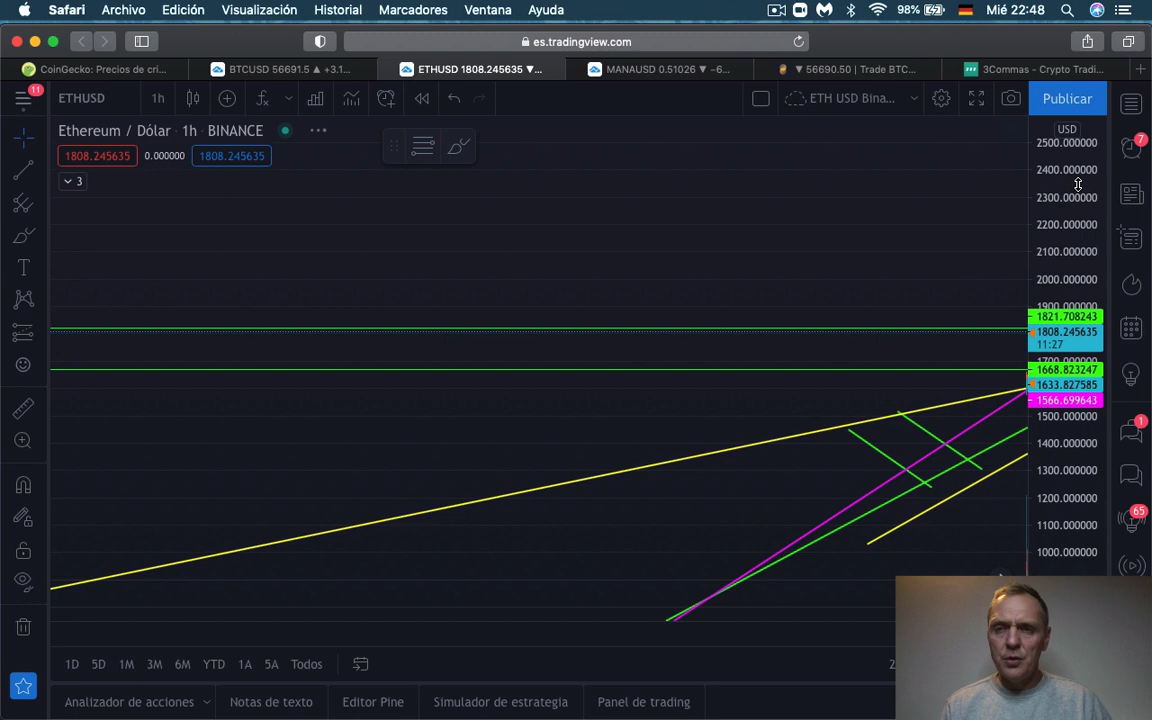 Safari Archivo Edición Visualización Historial Marcadores Ventana Ayuda 98% Mié 22:48
es.tradingview.com
CoinGecko: Precios de cri... BTCUSD 56691.5 ▲ +3.1... ETHUSD 1808.245635 ▼... MANAUSD 0.51026 ▼ −6... ▼ 56690.50 | Trade BTC... 3Commas - Crypto Tradi...
11 ETHUSD 1h ETH USD Bina... Publicar
Ethereum / Dólar · 1h · BINANCE
USD
7
1808.245635 0.000000 1808.245635
3
2500.000000
2400.000000
2300.000000
2200.000000
2100.000000
2000.000000
1900.000000
1821.708243
1808.245635
11:27
1700.000000
1668.823247
1633.827585
1566.699643
1500.000000
1400.000000
1
1300.000000
1200.000000
65
1100.000000
1000.000000
1D 5D 1M 3M 6M YTD 1A 5A Todos
Analizador de acciones Notas de texto Editor Pine Simulador de estrategia Panel de trading